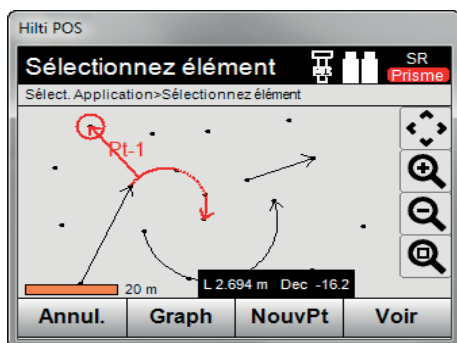 Hilti POS
Sélectionnez élément
SR
Prisme
Sélect. Application>Sélectionnez élément
Pt-1
20 m
L 2.694 m Dec -16.2
Annul.
Graph
NouvPt
Voir